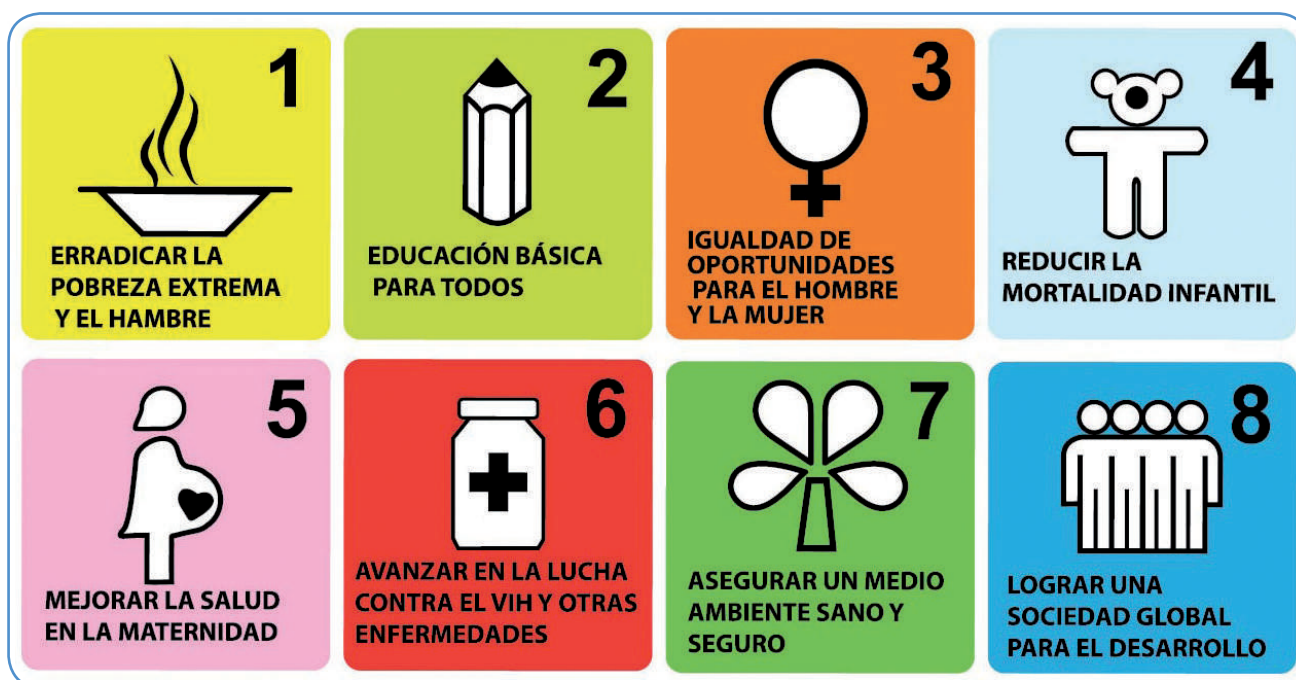 1
ERRADICAR LA
POBREZA EXTREMA
Y EL HAMBRE
2
EDUCACIÓN BÁSICA
PARA TODOS
3
IGUALDAD DE
OPORTUNIDADES
PARA EL HOMBRE
Y LA MUJER
4
REDUCIR LA
MORTALIDAD INFANTIL
5
MEJORAR LA SALUD
EN LA MATERNIDAD
6
AVANZAR EN LA LUCHA
CONTRA EL VIH Y OTRAS
ENFERMEDADES
7
ASEGURAR UN MEDIO
AMBIENTE SANO Y
SEGURO
8
LOGRAR UNA
SOCIEDAD GLOBAL
PARA EL DESARROLLO